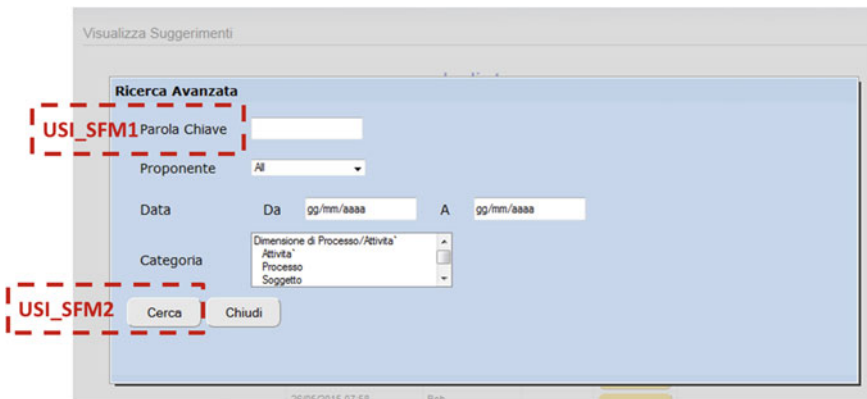 Visualizza Suggerimenti
Ricerca Avanzata
USI_SFM1 Parola Chiave
Proponente All
Data Da gg/mm/aaaa A gg/mm/aaaa
Categoria
Dimensione di Processo/Attivita`
Attivita`
Processo
Soggetto
USI_SFM2 Cerca Chiudi